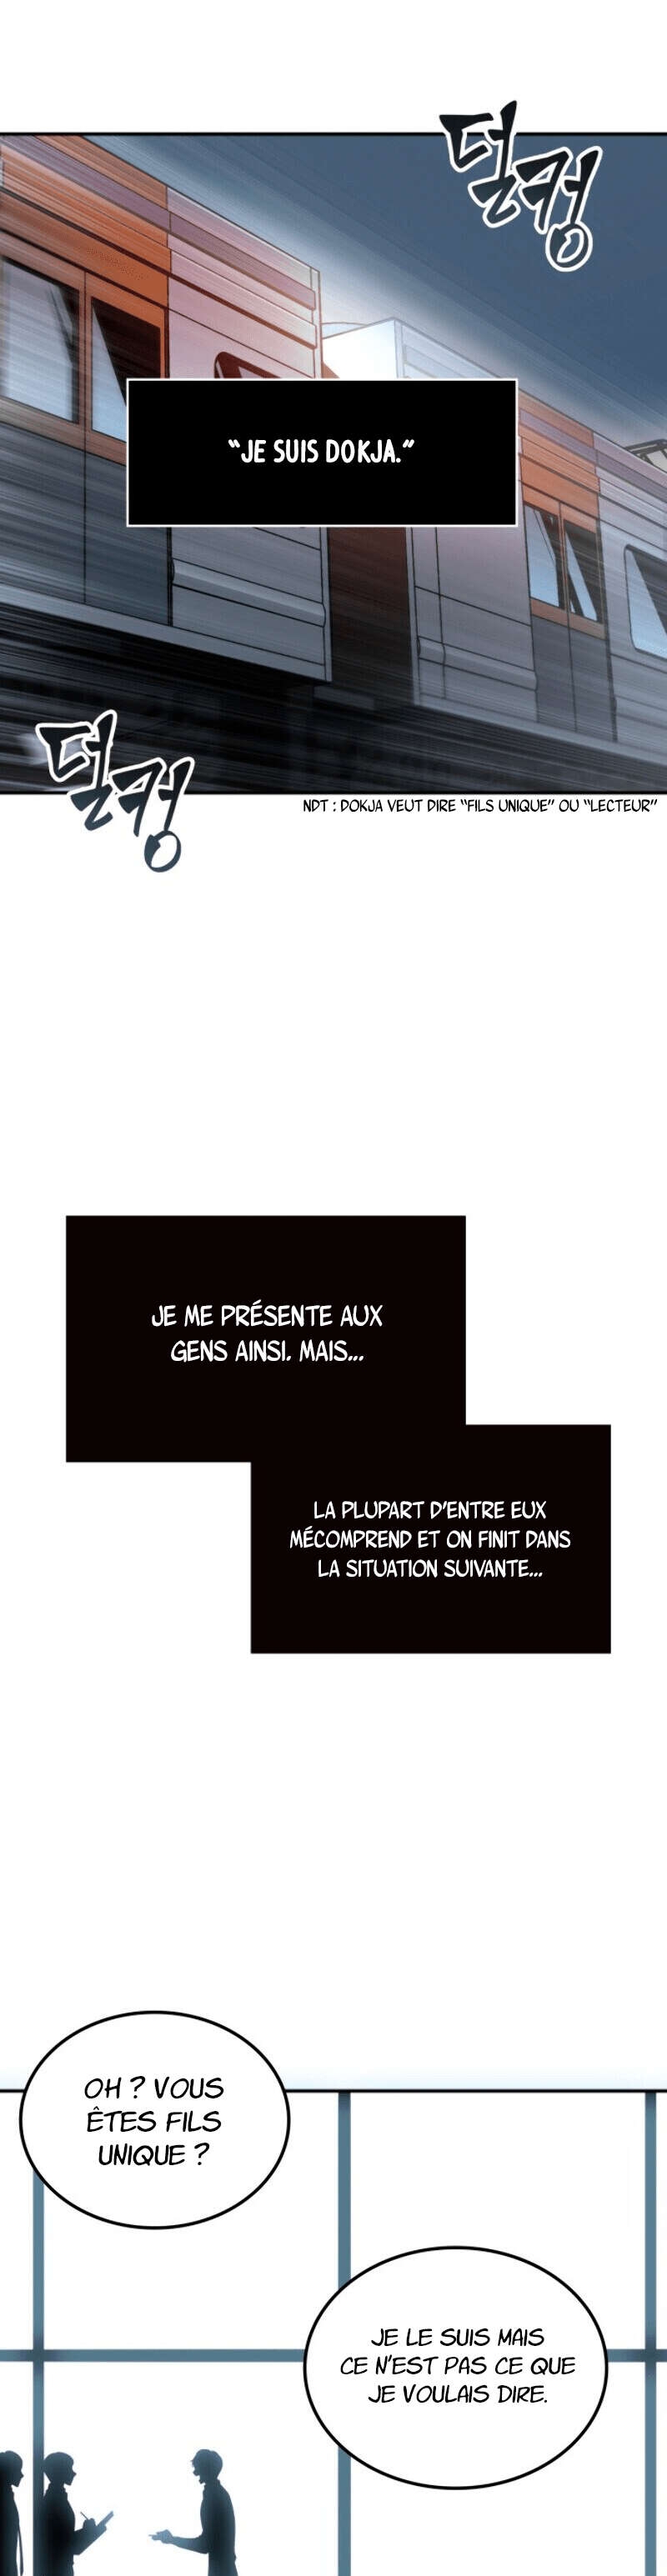 덜컹
"JE SUIS DOKJA."
덜컹
NDT : DOKJA VEUT DIRE "FILS UNIQUE" OU "LECTEUR"
JE ME PRÉSENTE AUX
GENS AINSI. MAIS...
LA PLUPART D'ENTRE EUX
MÉCOMPREND ET ON FINIT DANS
LA SITUATION SUIVANTE...
OH ? VOUS
ÊTES FILS
UNIQUE ?
JE LE SUIS MAIS
CE N'EST PAS CE QUE
JE VOULAIS DIRE.